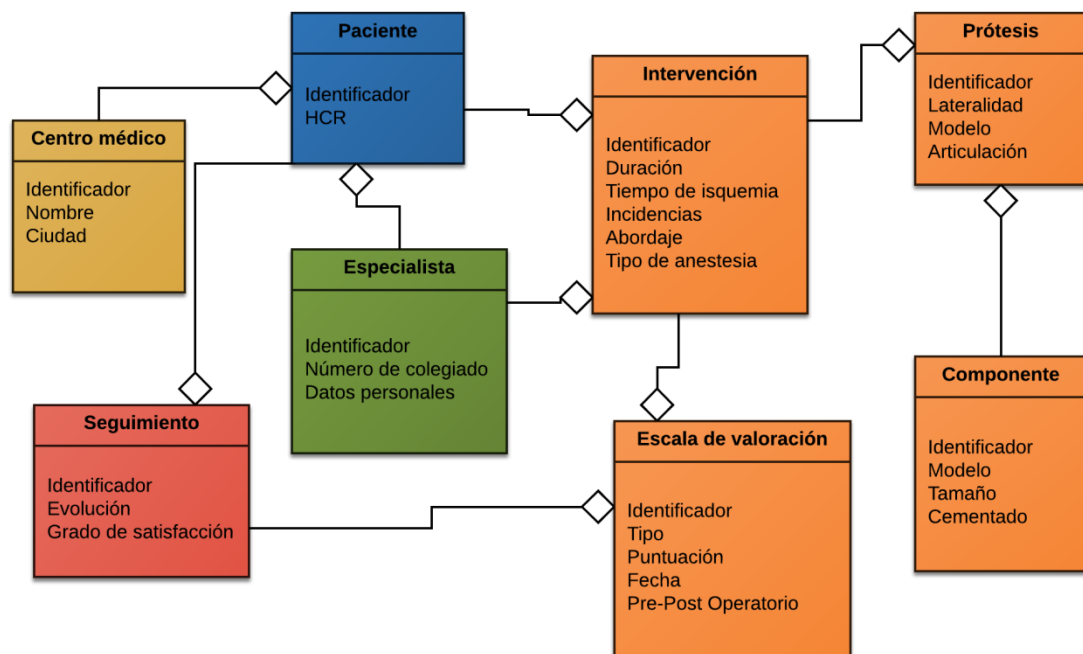 Paciente
Identificador
HCR
Centro médico
Identificador
Nombre
Ciudad
Intervención
Identificador
Duración
Tiempo de isquemia
Incidencias
Abordaje
Tipo de anestesia
Prótesis
Identificador
Lateralidad
Modelo
Articulación
Especialista
Identificador
Número de colegiado
Datos personales
Seguimiento
Identificador
Evolución
Grado de satisfacción
Escala de valoración
Identificador
Tipo
Puntuación
Fecha
Pre-Post Operatorio
Componente
Identificador
Modelo
Tamaño
Cementado